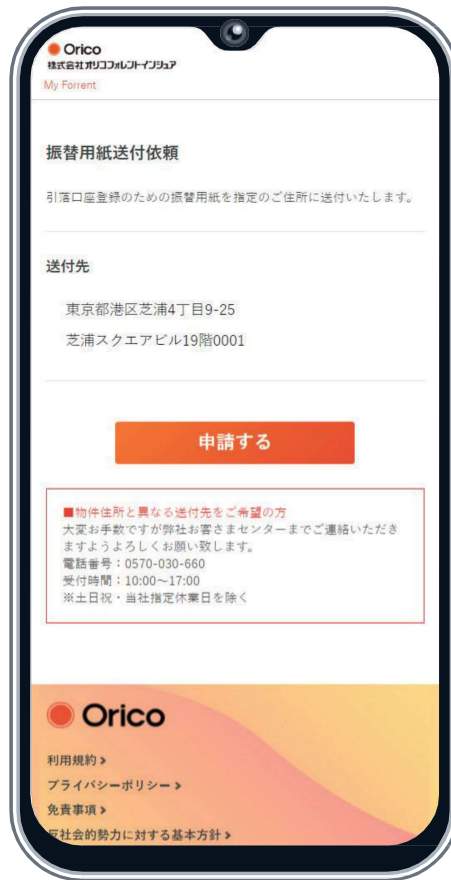 Orico
株式会社オリコフォレントインシュア
My Forrent
振替用紙送付依頼
引落口座登録のための振替用紙を指定のご住所に送付いたします。
送付先
東京都港区芝浦4丁目9-25
芝浦スクエアビル19階0001
申請する
■物件住所と異なる送付先をご希望の方
大変お手数ですが弊社お客さまセンターまでご連絡いただき
ますようよろしくお願い致します。
電話番号：0570-030-660
受付時間：10:00～17:00
※土日祝・当社指定休業日を除く
Orico
利用規約 >
プライバシーポリシー >
免責事項 >
反社会的勢力に対する基本方針 >